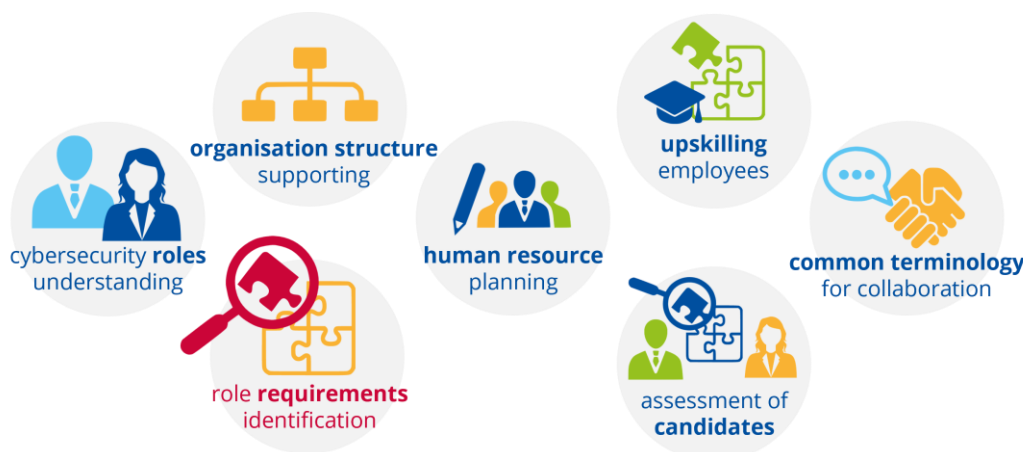 organisation structure
supporting
upskilling
employees
cybersecurity roles
understanding
human resource
planning
common terminology
for collaboration
role requirements
identification
assessment of
candidates